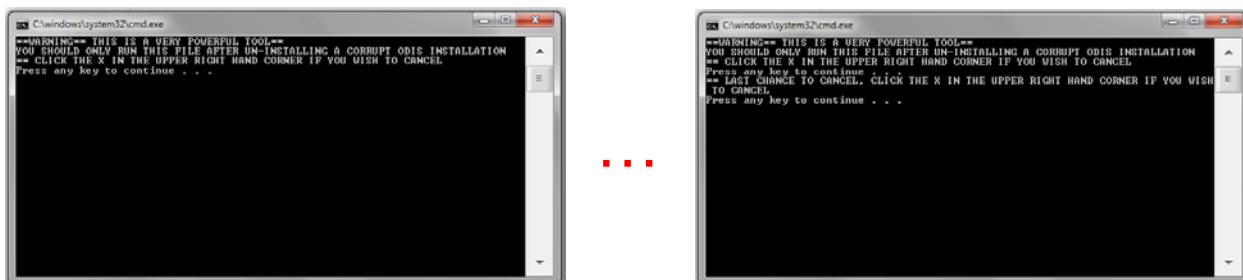 C:\windows\system32\cmd.exe
**WARNING** THIS IS A VERY POWERFUL TOOL**
YOU SHOULD ONLY RUN THIS FILE AFTER UN-INSTALLING A CORRUPT ODIS INSTALLATION
** CLICK THE X IN THE UPPER RIGHT HAND CORNER IF YOU WISH TO CANCEL
Press any key to continue . . .
...
C:\windows\system32\cmd.exe
**WARNING** THIS IS A VERY POWERFUL TOOL**
YOU SHOULD ONLY RUN THIS FILE AFTER UN-INSTALLING A CORRUPT ODIS INSTALLATION
** CLICK THE X IN THE UPPER RIGHT HAND CORNER IF YOU WISH TO CANCEL
Press any key to continue . . .
** LAST CHANCE TO CANCEL, CLICK THE X IN THE UPPER RIGHT HAND CORNER IF YOU WISH
TO CANCEL
Press any key to continue . . .